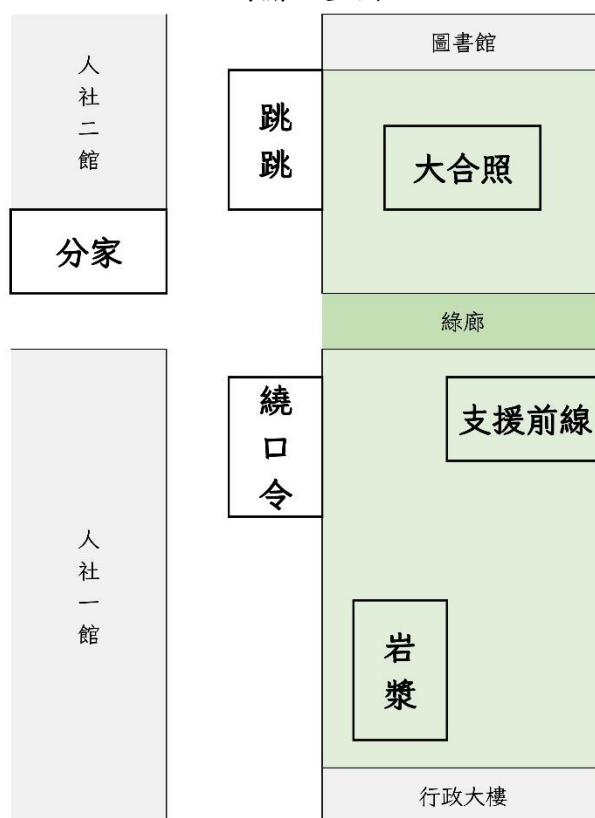 圖書館
人社二館
跳跳
大合照
分家
綠廊
繞口令
支援前線
人社一館
岩漿
行政大樓